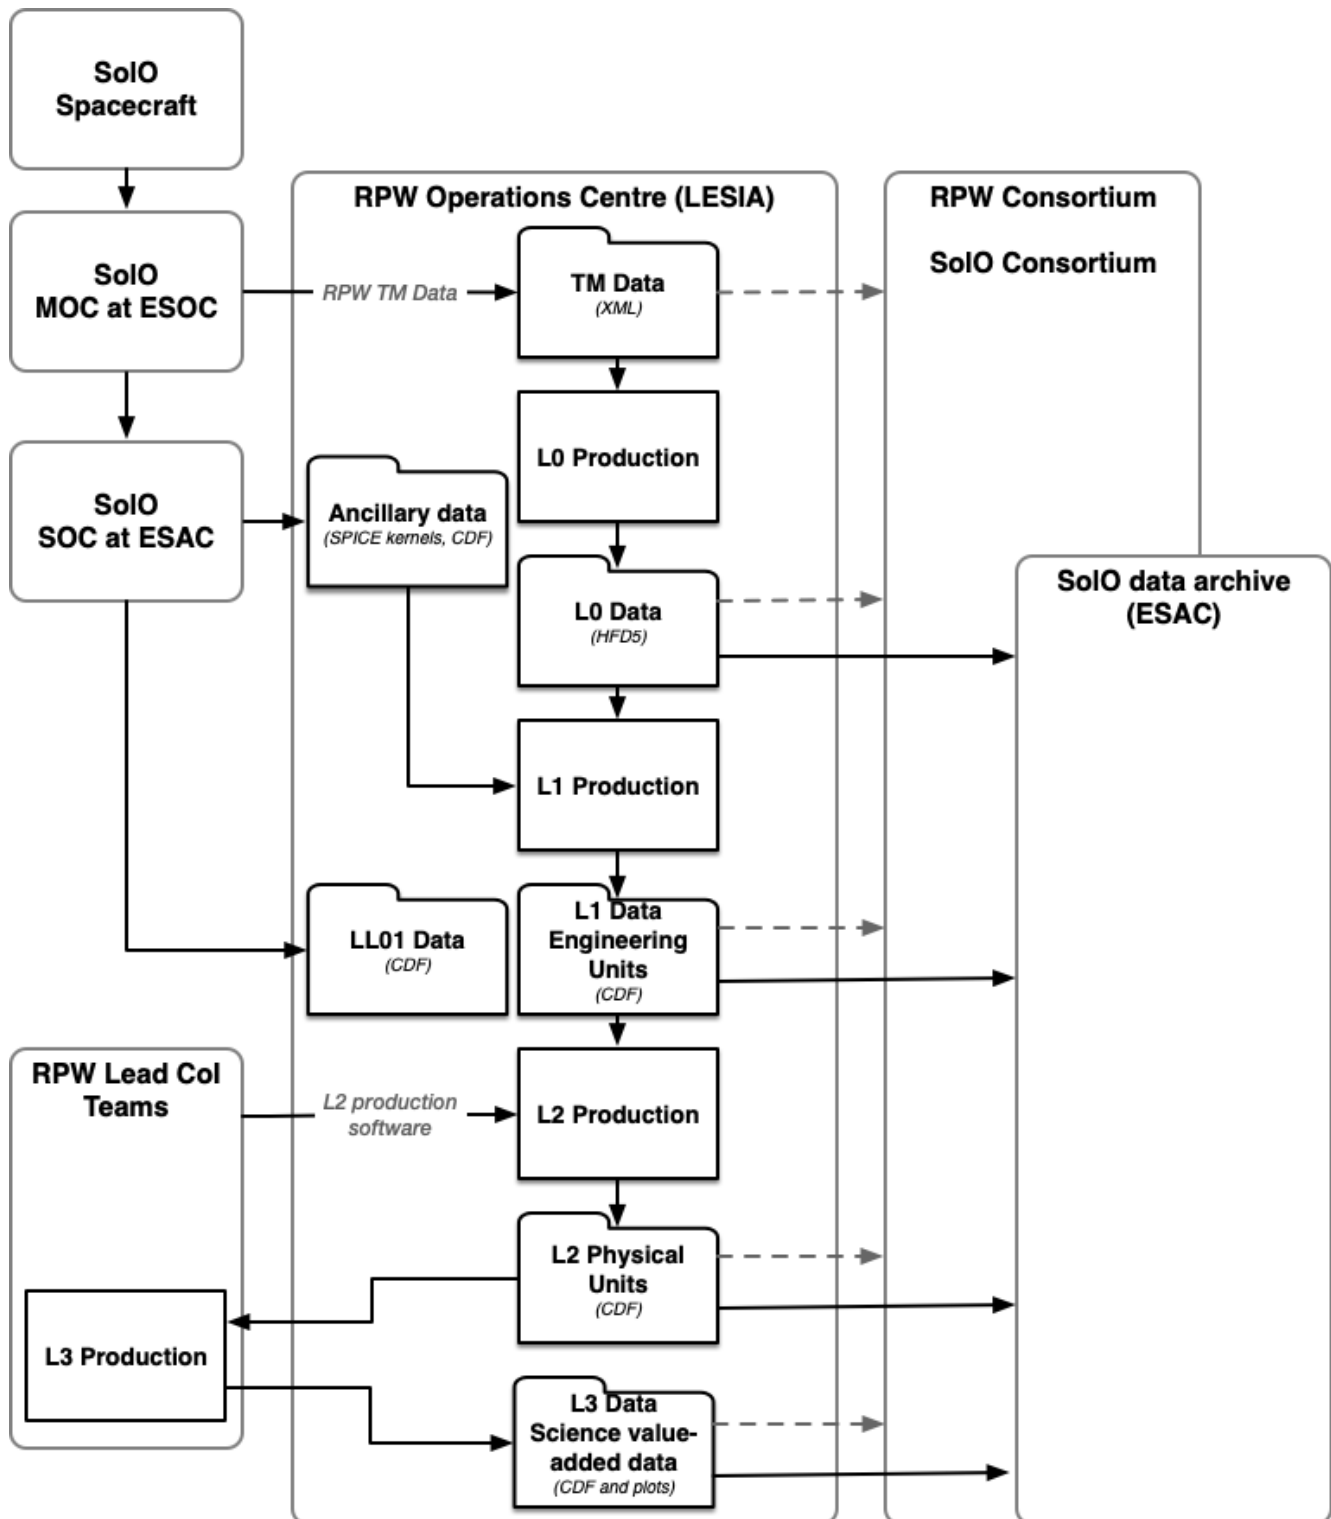 SolO
Spacecraft
RPW Operations Centre (LESIA)
RPW Consortium
SolO Consortium
SolO
MOC at ESOC
RPW TM Data
TM Data
(XML)
L0 Production
SolO
SOC at ESAC
Ancillary data
(SPICE kernels, CDF)
L0 Data
(HFD5)
SolO data archive
(ESAC)
L1 Production
LL01 Data
(CDF)
L1 Data
Engineering
Units
(CDF)
RPW Lead CoI
Teams
L2 production
software
L2 Production
L2 Physical
Units
(CDF)
L3 Production
L3 Data
Science value-
added data
(CDF and plots)